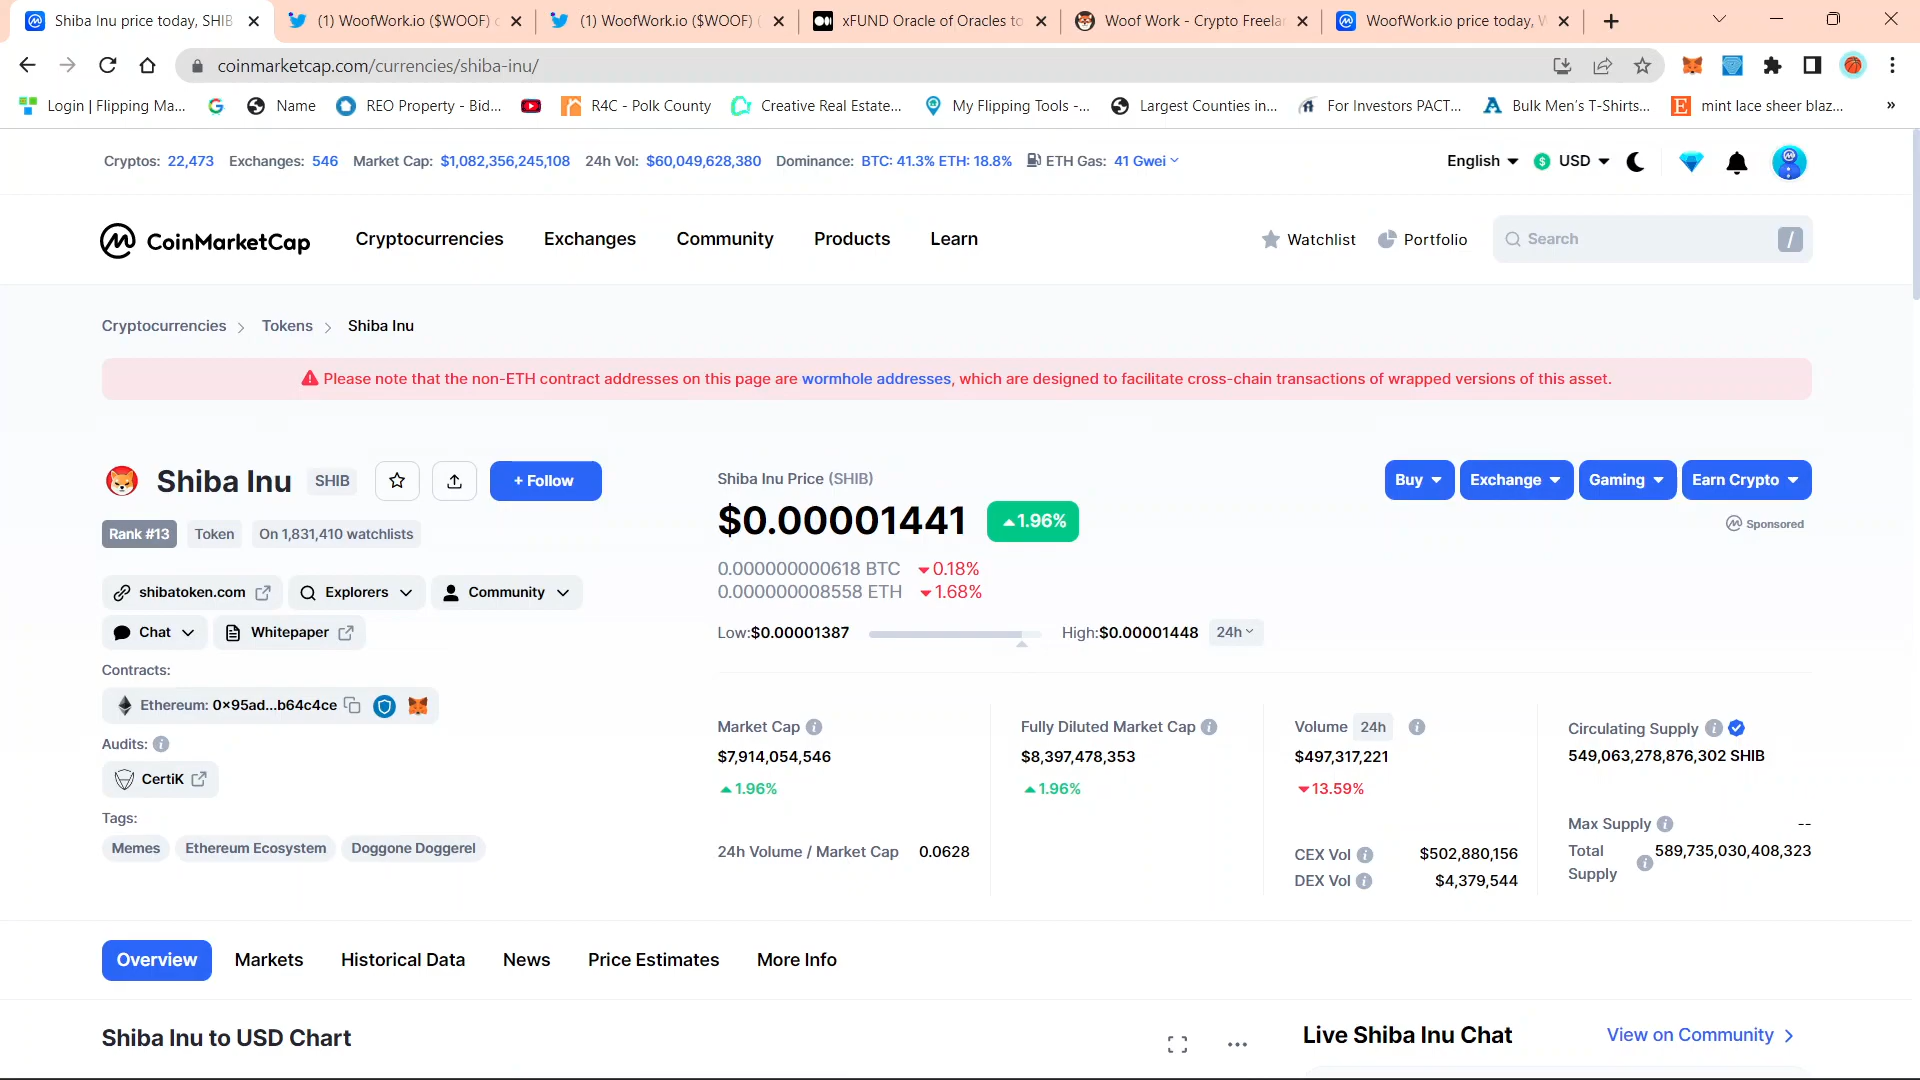 Shiba Inu price today, SHIB
(1) WoofWork.io ($WOOF) o
(1) WoofWork.io ($WOOF) (
xFUND Oracle of Oracles to
Woof Work - Crypto Freelan
WoofWork.io price today, W
coinmarketcap.com/currencies/shiba-inu/
Login | Flipping Ma...
Name
REO Property - Bid...
R4C - Polk County
Creative Real Estate...
My Flipping Tools -...
Largest Counties in...
For Investors PACT...
Bulk Men's T-Shirts...
mint lace sheer blaz...
»
Cryptos: 22,473 Exchanges: 546 Market Cap: $1,082,356,245,108 24h Vol: $60,049,628,380 Dominance: BTC: 41.3% ETH: 18.8% ETH Gas: 41 Gwei
English USD
CoinMarketCap
Cryptocurrencies Exchanges Community Products Learn
Watchlist Portfolio Search /
Cryptocurrencies > Tokens > Shiba Inu
Please note that the non-ETH contract addresses on this page are wormhole addresses, which are designed to facilitate cross-chain transactions of wrapped versions of this asset.
Shiba Inu SHIB + Follow
Rank #13 Token On 1,831,410 watchlists
shibatoken.com Explorers Community
Chat Whitepaper
Contracts:
Ethereum: 0x95ad...b64c4ce
Audits:
CertiK
Tags:
Memes Ethereum Ecosystem Doggone Doggerel
Shiba Inu Price (SHIB)
$0.00001441 1.96%
0.000000000618 BTC 0.18%
0.000000008558 ETH 1.68%
Low:$0.00001387 High:$0.00001448 24h
Buy Exchange Gaming Earn Crypto
Sponsored
Market Cap
$7,914,054,546
1.96%
24h Volume / Market Cap 0.0628
Fully Diluted Market Cap
$8,397,478,353
1.96%
Volume 24h
$497,317,221
13.59%
CEX Vol $502,880,156
DEX Vol $4,379,544
Circulating Supply
549,063,278,876,302 SHIB
Max Supply --
Total Supply 589,735,030,408,323
Overview Markets Historical Data News Price Estimates More Info
Shiba Inu to USD Chart
Live Shiba Inu Chat View on Community >